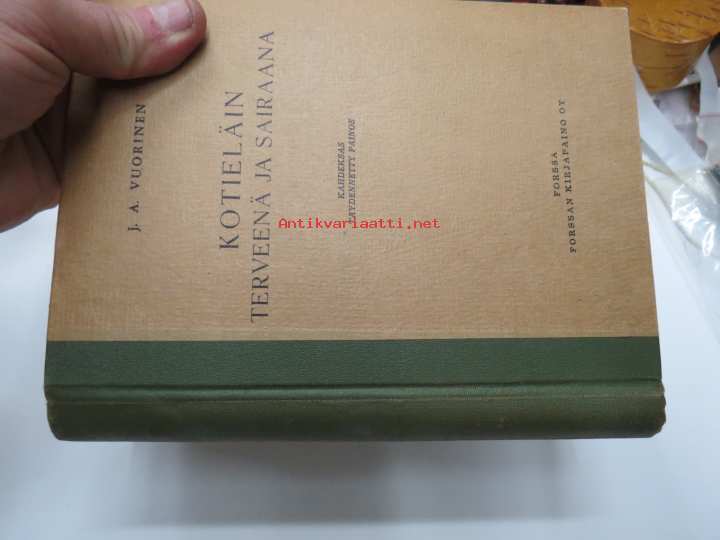 J. A. VUORINEN
KOTIELÄIN
TERVEENÄ JA SAIRAANA
KAHDEKSAS
TÄYDENNETTY PAINOS
FORSSA
FORSSAN KIRJAPAINO OY
Antikvariaatti.net